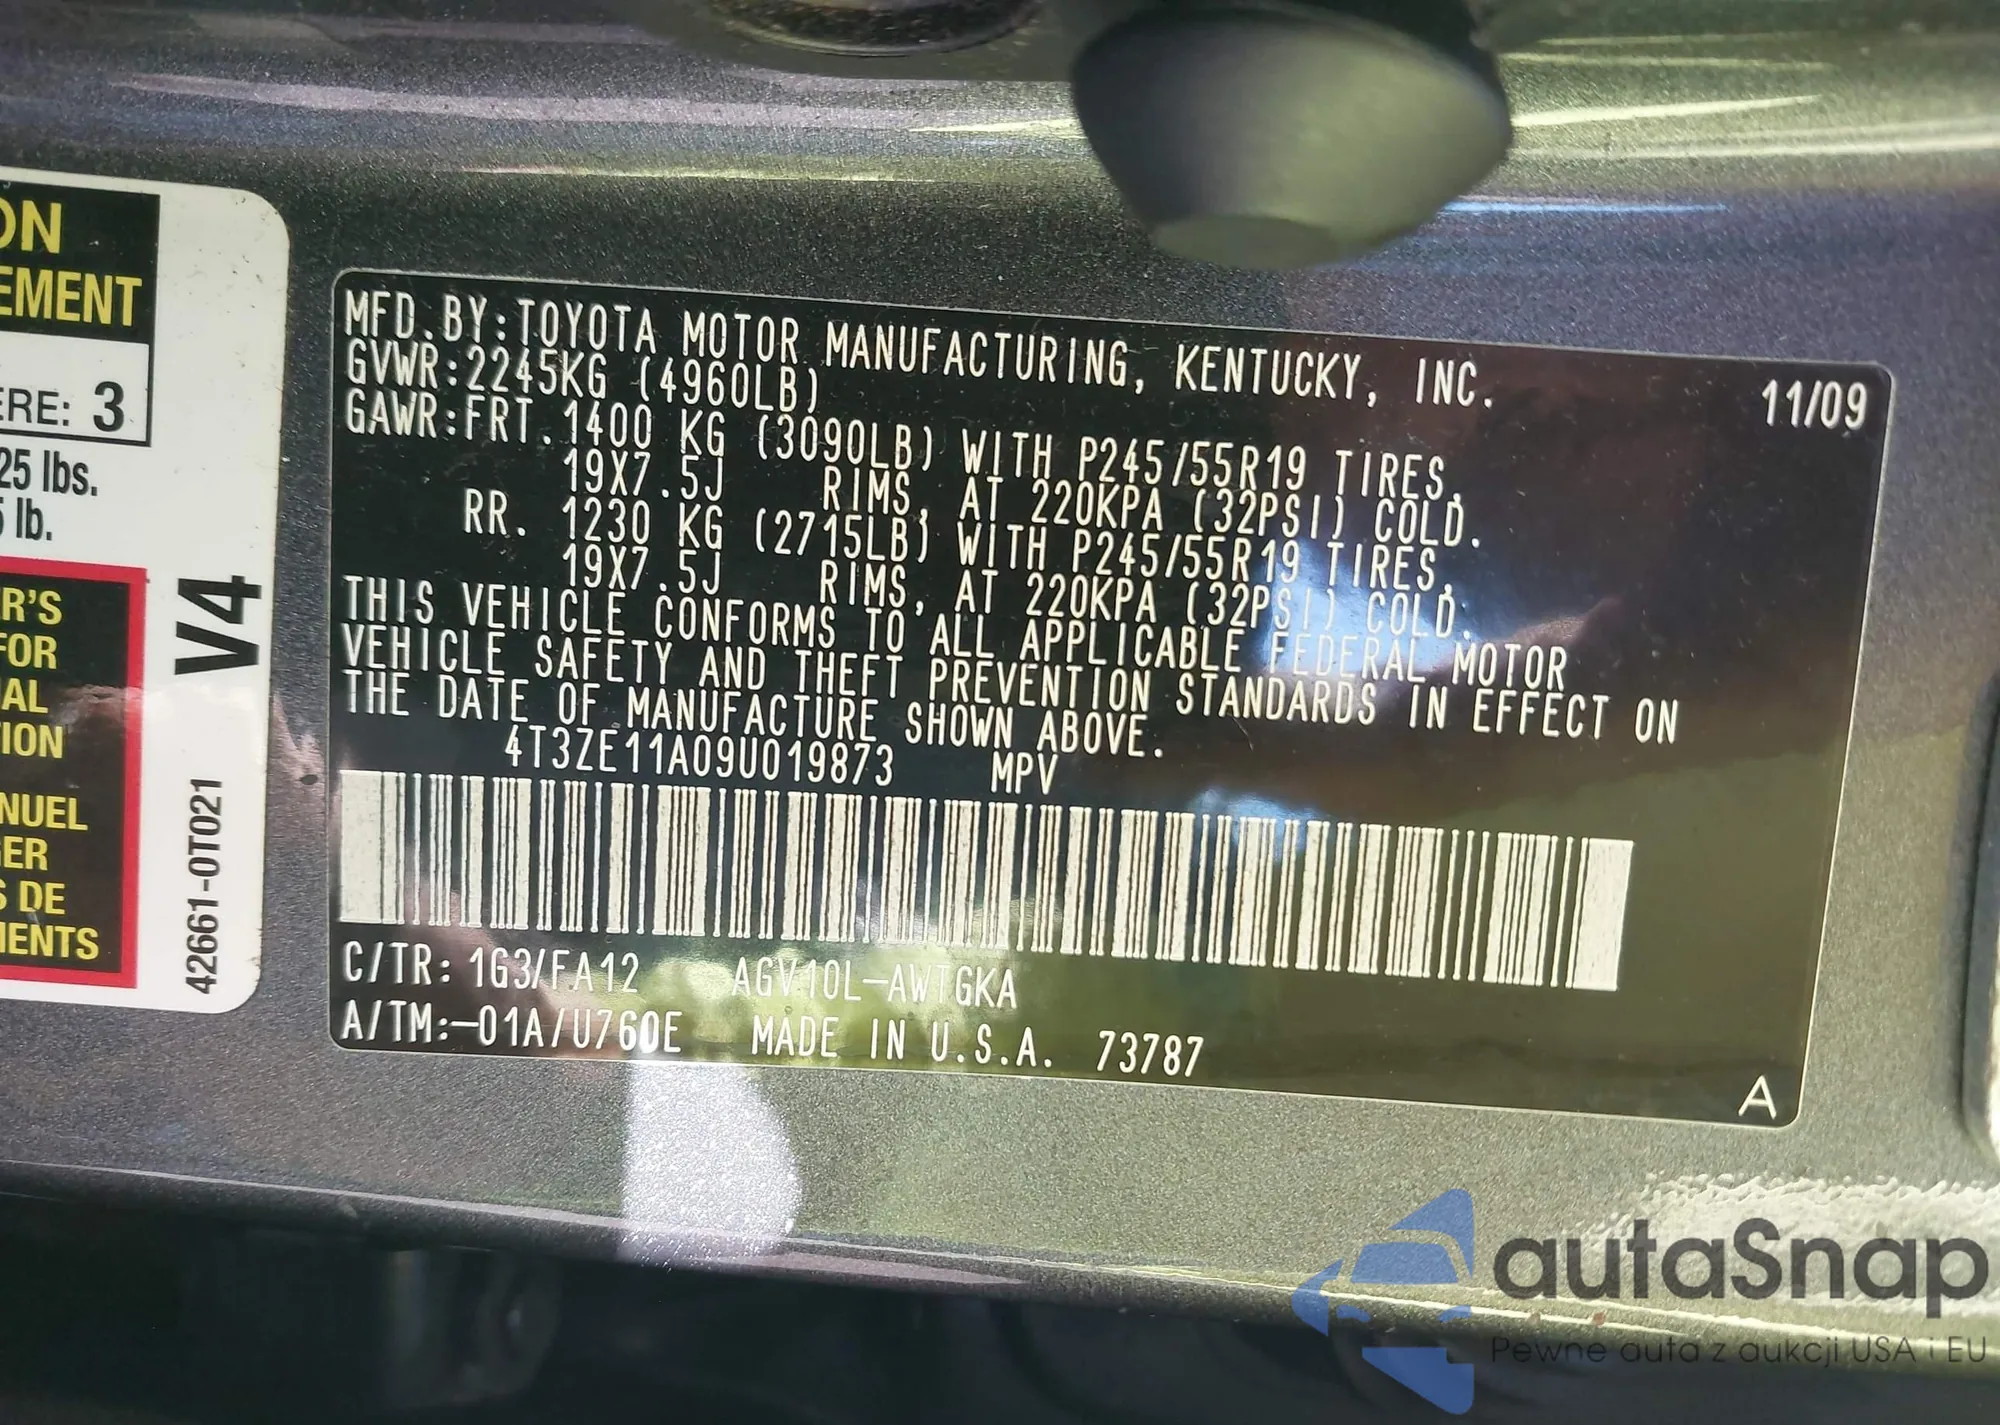 ON
EMENT
ERE: 3
25 lbs.
5 lb.
R'S
FOR
IAL
TION
NUEL
GER
S DE
MENTS
V4
42661-0T021
MFD.BY:TOYOTA MOTOR MANUFACTURING, KENTUCKY, INC. 11/09
GVWR:2245KG (4960LB)
GAWR:FRT.1400 KG (3090LB) WITH P245/55R19 TIRES,
19X7.5J RIMS, AT 220KPA (32PSI) COLD.
RR. 1230 KG (2715LB) WITH P245/55R19 TIRES,
19X7.5J RIMS, AT 220KPA (32PSI) COLD.
THIS VEHICLE CONFORMS TO ALL APPLICABLE FEDERAL MOTOR
VEHICLE SAFETY AND THEFT PREVENTION STANDARDS IN EFFECT ON
THE DATE OF MANUFACTURE SHOWN ABOVE.
4T3ZE11A09U019873 MPV
C/TR: 1G3/FA12 AGV10L-AWTGKA
A/TM:-01A/U760E MADE IN U.S.A. 73787
A
autaSnap
Pewne auta z aukcji USA i EU